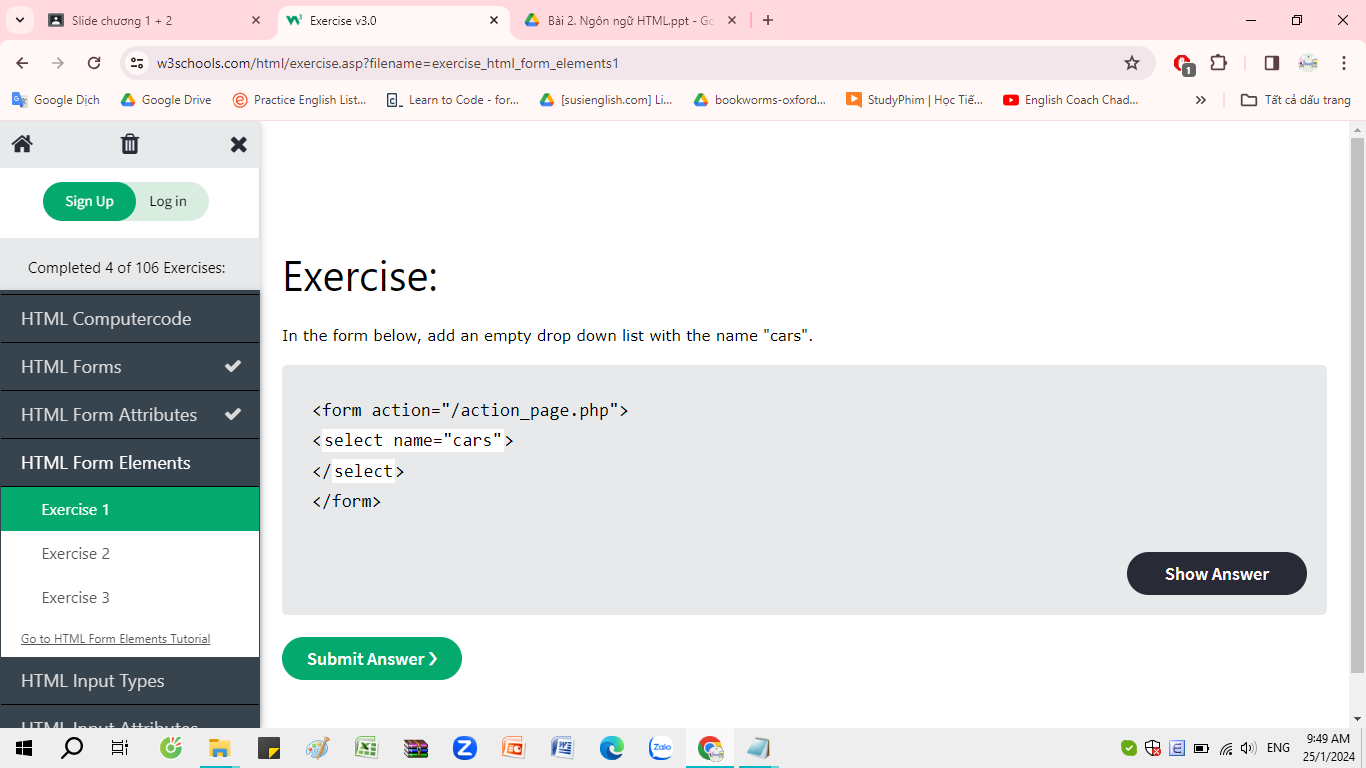 Slide chương 1 + 2
Exercise v3.0
Bài 2. Ngôn ngữ HTML.ppt - Go
w3schools.com/html/exercise.asp?filename=exercise_html_form_elements1
1
Google Dịch
Google Drive
Practice English List...
Learn to Code - for...
[susienglish.com] Li...
bookworms-oxford...
StudyPhim | Học Tiế...
English Coach Chad...
Tất cả dấu trang
Sign Up
Log in
Completed 4 of 106 Exercises:
HTML Computercode
HTML Forms
HTML Form Attributes
HTML Form Elements
Exercise 1
Exercise 2
Exercise 3
Go to HTML Form Elements Tutorial
HTML Input Types
HTML Input Attributes
Exercise:
In the form below, add an empty drop down list with the name "cars".
<form action="/action_page.php">
<select name="cars">
</select>
</form>
Show Answer
Submit Answer ❯
Zalo
ENG
9:49 AM
25/1/2024